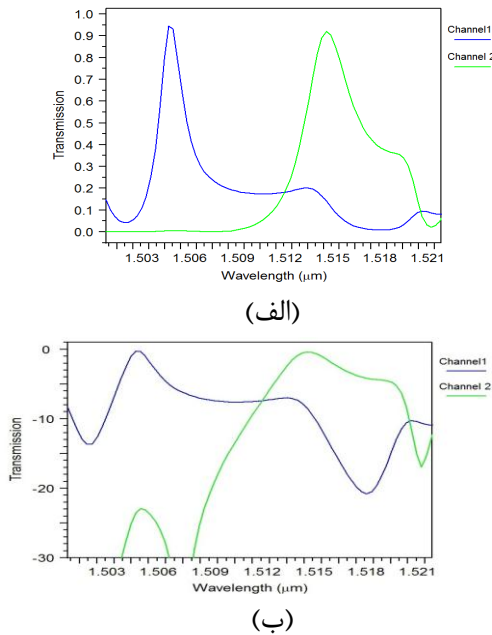 Channel1
Channel 2
Transmission
1.0
0.9
0.8
0.7
0.6
0.5
0.4
0.3
0.2
0.1
0.0
1.503 1.506 1.509 1.512 1.515 1.518 1.521
Wavelength (µm)
(الف)
Channel1
Channel 2
Transmission
0
-10
-20
-30
1.503 1.506 1.509 1.512 1.515 1.518 1.521
Wavelength (µm)
(ب)